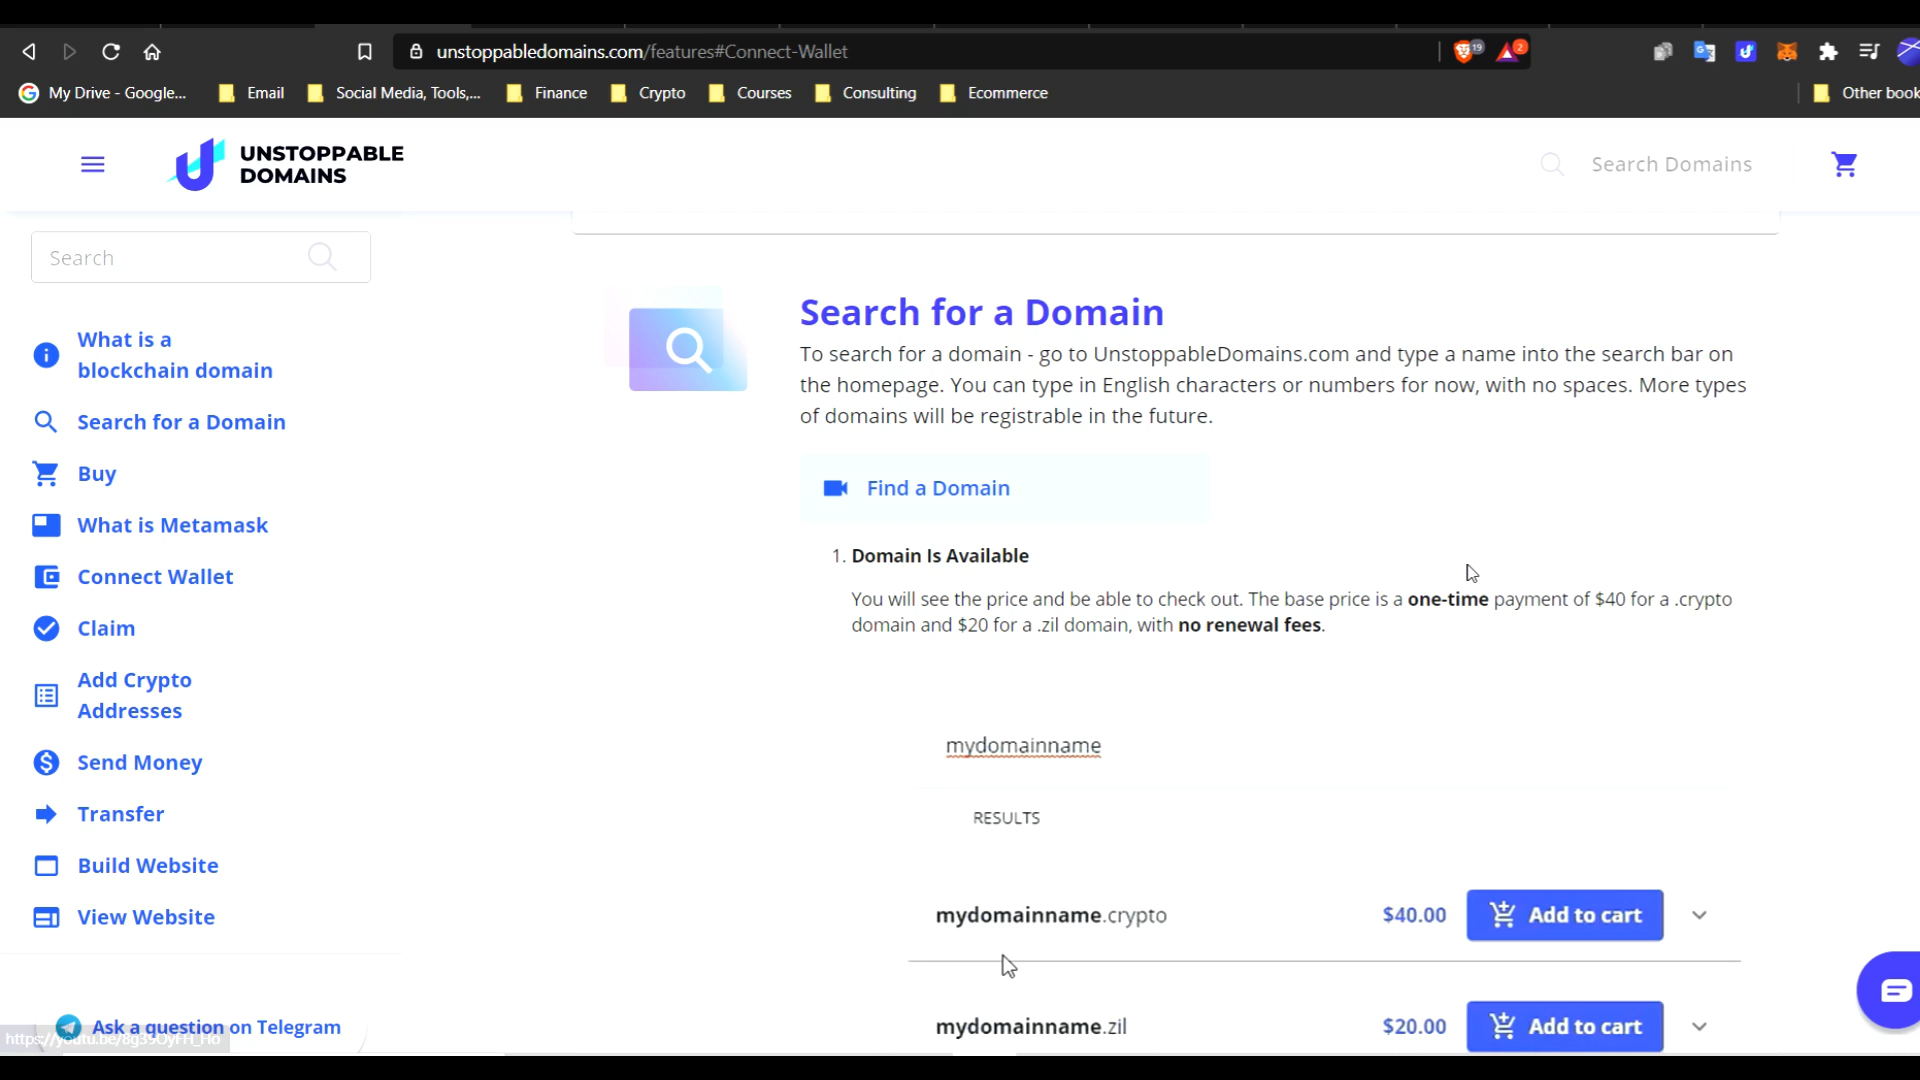 unstoppabledomains.com/features#Connect-Wallet
19
2
My Drive - Google...
Email
Social Media, Tools,...
Finance
Crypto
Courses
Consulting
Ecommerce
Other book
UNSTOPPABLE
DOMAINS
Search Domains
Search
What is a
blockchain domain
Search for a Domain
Buy
What is Metamask
Connect Wallet
Claim
Add Crypto
Addresses
Send Money
Transfer
Build Website
View Website
Ask a question on Telegram
Search for a Domain
To search for a domain - go to UnstoppableDomains.com and type a name into the search bar on
the homepage. You can type in English characters or numbers for now, with no spaces. More types
of domains will be registrable in the future.
Find a Domain
1. Domain Is Available
You will see the price and be able to check out. The base price is a one-time payment of $40 for a .crypto
domain and $20 for a .zil domain, with no renewal fees.
mydomainname
RESULTS
mydomainname.crypto $40.00 Add to cart
mydomainname.zil $20.00 Add to cart